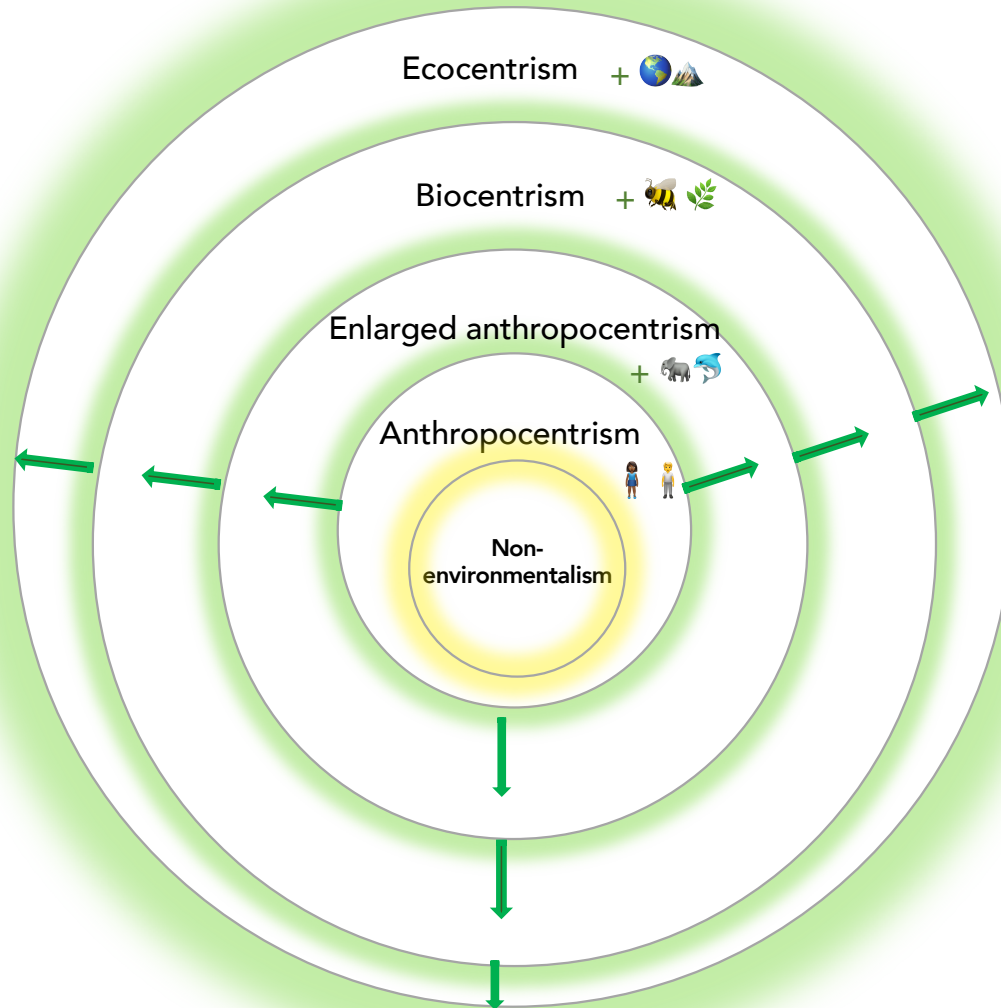 Ecocentrism +
Biocentrism +
Enlarged anthropocentrism
+
Anthropocentrism
Non-
environmentalism